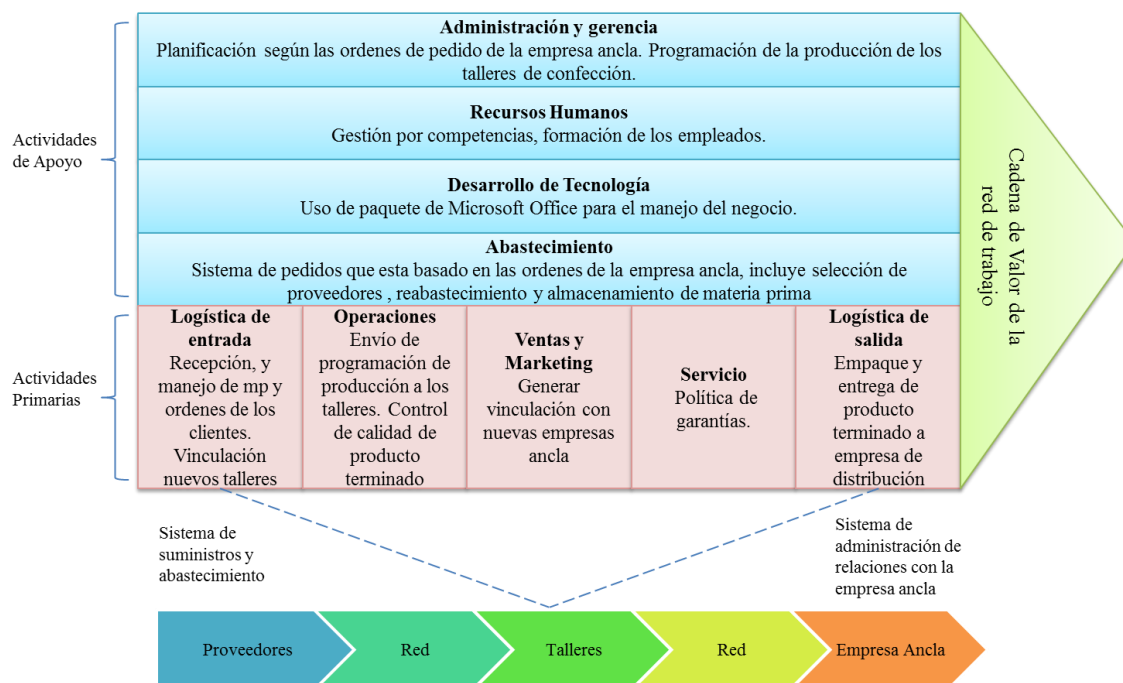 Administración y gerencia
Planificación según las ordenes de pedido de la empresa ancla. Programación de la producción de los
talleres de confección.
Recursos Humanos
Gestión por competencias, formación de los empleados.
Actividades
de Apoyo
Desarrollo de Tecnología
Uso de paquete de Microsoft Office para el manejo del negocio.
Abastecimiento
Sistema de pedidos que esta basado en las ordenes de la empresa ancla, incluye selección de
proveedores , reabastecimiento y almacenamiento de materia prima
Cadena de Valor de la
red de trabajo
Actividades
Primarias
Logística de
entrada
Recepción, y
manejo de mp y
ordenes de los
clientes.
Vinculación
nuevos talleres
Operaciones
Envío de
programación de
producción a los
talleres. Control
de calidad de
producto
terminado
Ventas y
Marketing
Generar
vinculación con
nuevas empresas
ancla
Servicio
Política de
garantías.
Logística de
salida
Empaque y
entrega de
producto
terminado a
empresa de
distribución
Sistema de
suministros y
abastecimiento
Sistema de
administración de
relaciones con la
empresa ancla
Proveedores
Red
Talleres
Red
Empresa Ancla